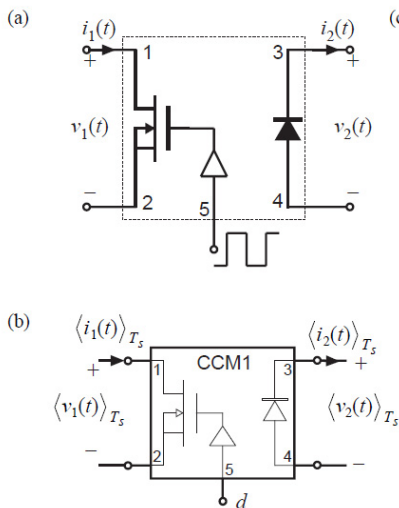 (a)
(c
i₁(t)
i₂(t)
+
1
3
+
v₁(t)
v₂(t)
−
2
4
−
5
(b)
⟨i₁(t)⟩Tₛ
⟨i₂(t)⟩Tₛ
CCM1
+
1
3
+
⟨v₁(t)⟩Tₛ
⟨v₂(t)⟩Tₛ
−
2
4
−
5
d